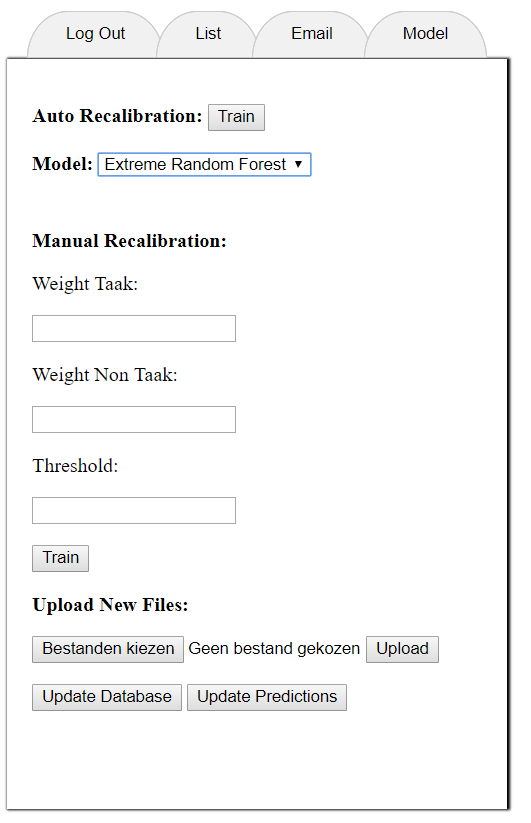 Log Out List Email Model
Auto Recalibration: Train
Model: Extreme Random Forest
Manual Recalibration:
Weight Taak:
Weight Non Taak:
Threshold:
Train
Upload New Files:
Bestanden kiezen Geen bestand gekozen Upload
Update Database Update Predictions